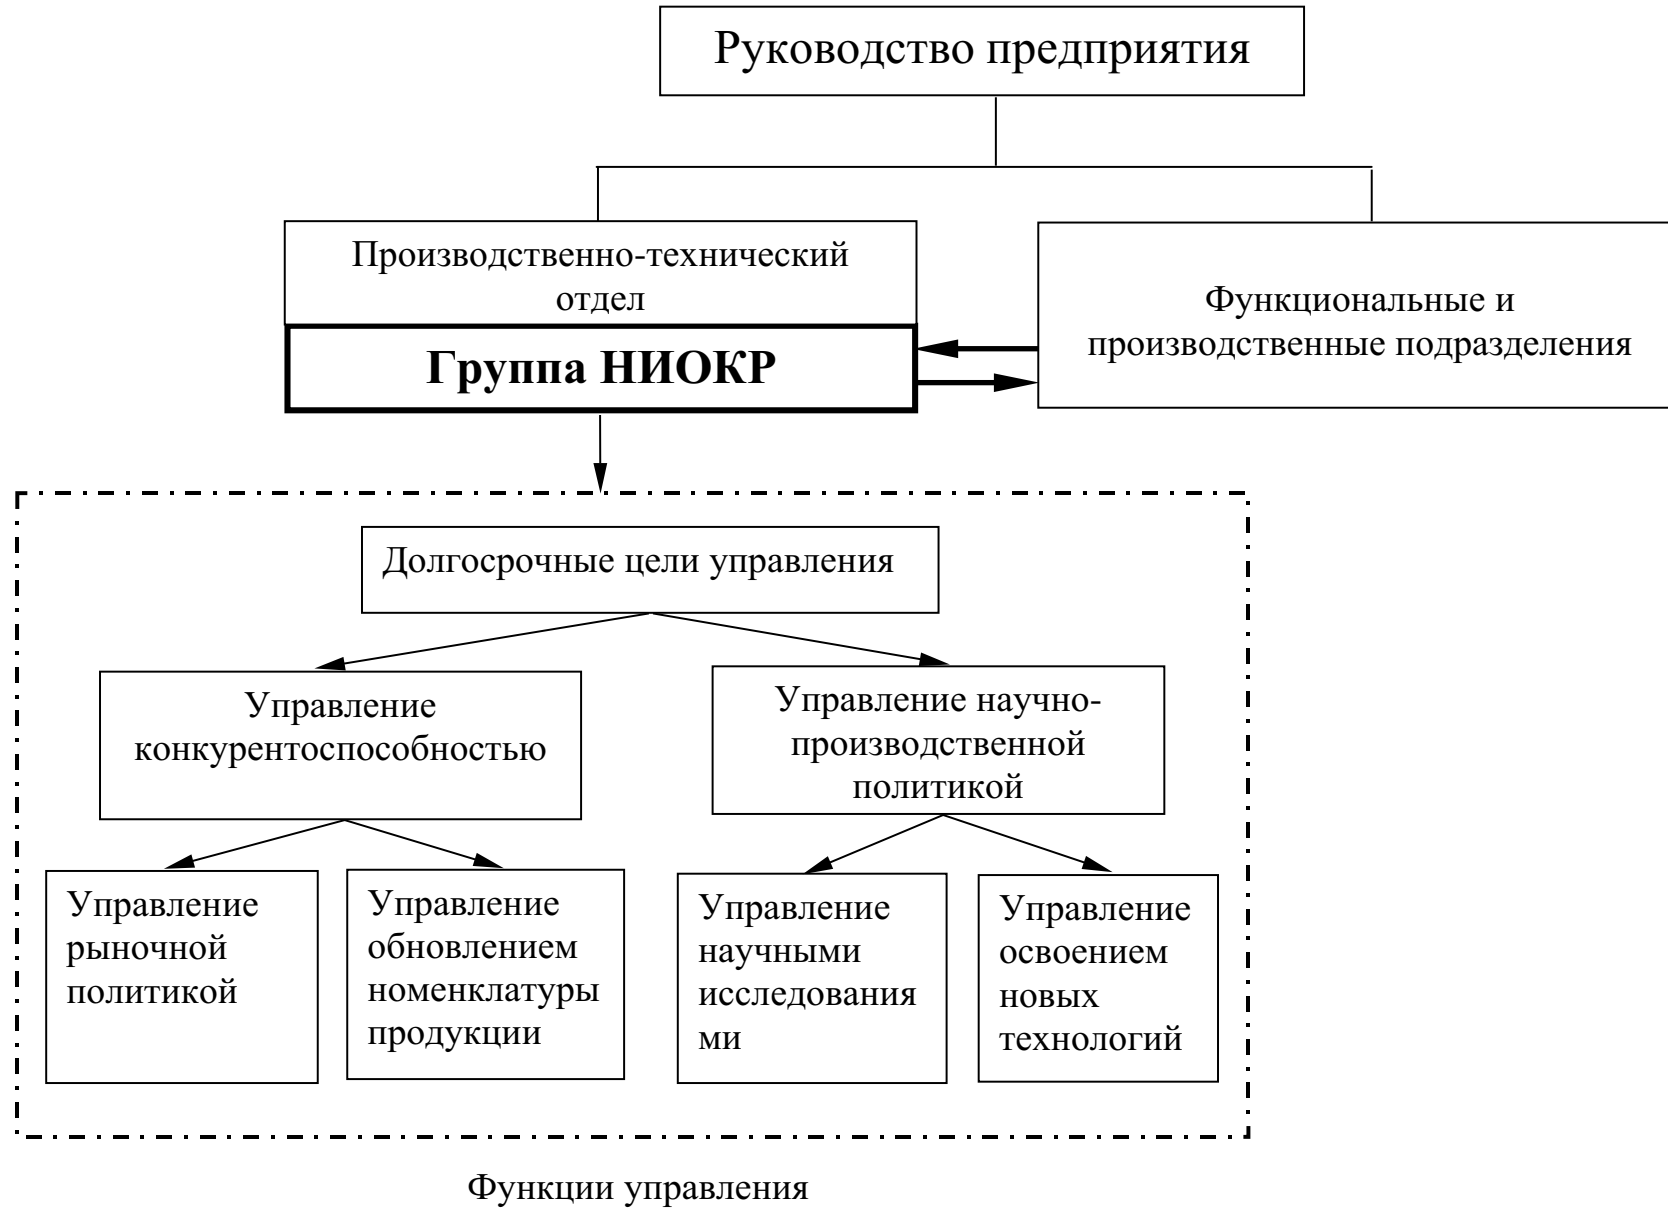 Руководство предприятия
Производственно-технический
отдел
Группа НИОКР
Функциональные и
производственные подразделения
Долгосрочные цели управления
Управление
конкурентоспособностью
Управление научно-
производственной
политикой
Управление
рыночной
политикой
Управление
обновлением
номенклатуры
продукции
Управление
научными
исследования
ми
Управление
освоением
новых
технологий
Функции управления